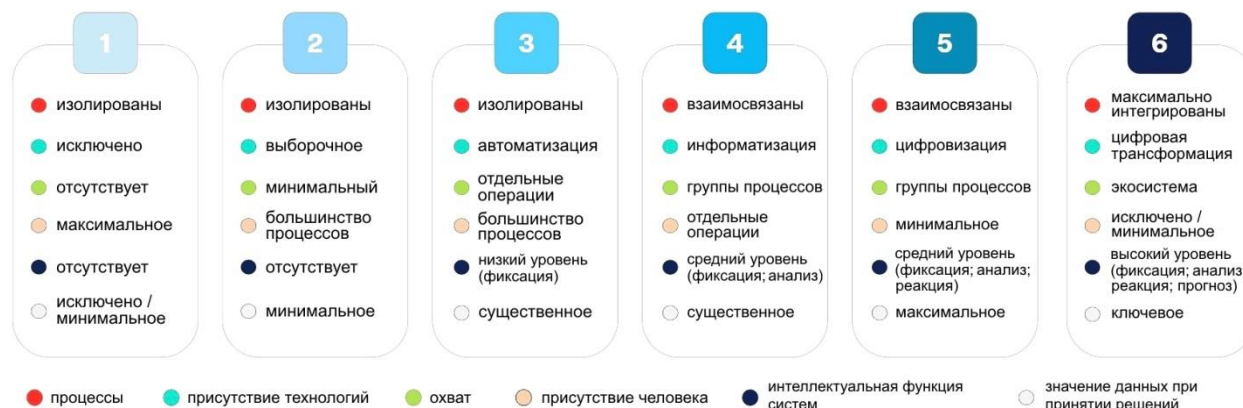 1
изолированы
исключено
отсутствует
максимальное
отсутствует
исключено /
минимальное
2
изолированы
выборочное
минимальный
большинство
процессов
отсутствует
минимальное
3
изолированы
автоматизация
отдельные
операции
большинство
процессов
низкий уровень
(фиксация)
существенное
4
взаимосвязаны
информатизация
группы процессов
отдельные
операции
средний уровень
(фиксация; анализ)
существенное
5
взаимосвязаны
цифровизация
группы процессов
минимальное
средний уровень
(фиксация; анализ;
реакция)
максимальное
6
максимально
интегрированы
цифровая
трансформация
экосистема
исключено /
минимальное
высокий уровень
(фиксация; анализ
реакция; прогноз)
ключевое
процессы
присутствие технологий
охват
присутствие человека
интеллектуальная функция
систем
значение данных при
принятии решений